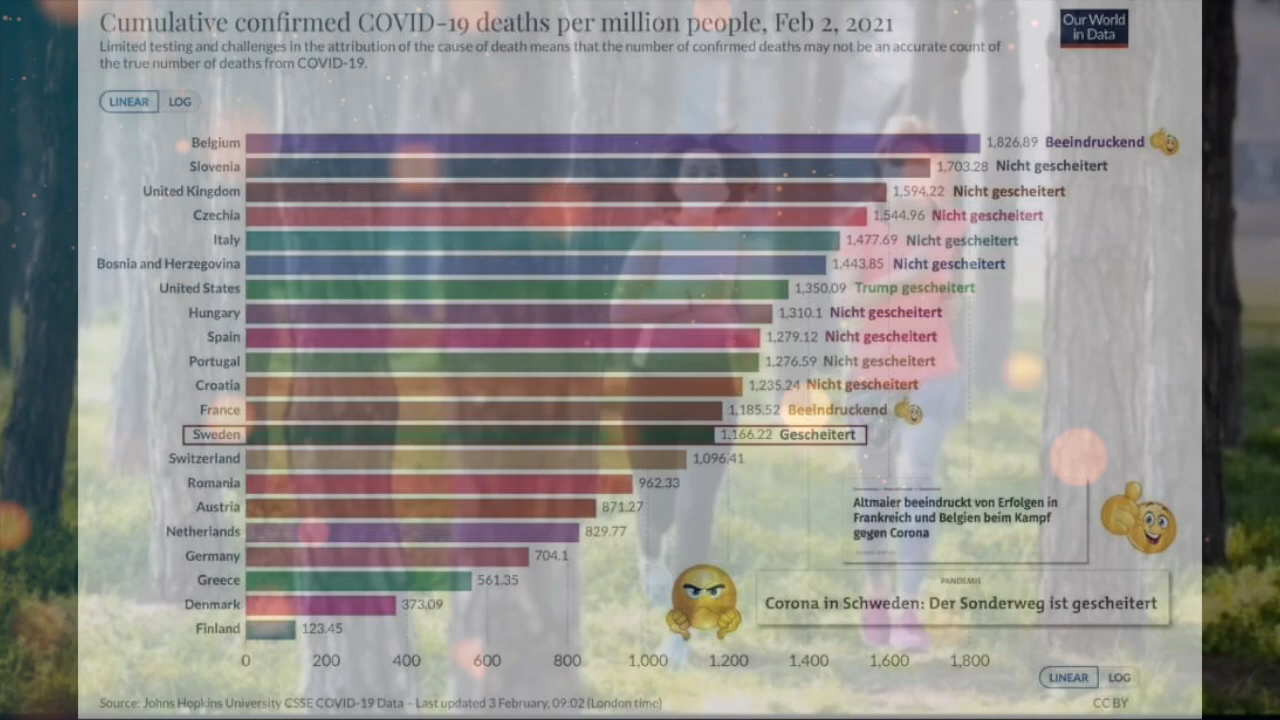 Cumulative confirmed COVID-19 deaths per million people, Feb 2, 2021
Our World
in Data
Limited testing and challenges in the attribution of the cause of death means that the number of confirmed deaths may not be an accurate count of
the true number of deaths from COVID-19.
LINEAR LOG
Belgium 1,826.89 Beeindruckend
Slovenia 1,703.28 Nicht gescheitert
United Kingdom 1,594.22 Nicht gescheitert
Czechia 1,544.96 Nicht gescheitert
Italy 1,477.69 Nicht gescheitert
Bosnia and Herzegovina 1,443.85 Nicht gescheitert
United States 1,350.09 Trump gescheitert
Hungary 1,310.1 Nicht gescheitert
Spain 1,279.12 Nicht gescheitert
Portugal 1,276.59 Nicht gescheitert
Croatia 1,235.24 Nicht gescheitert
France 1,185.52 Beeindruckend
Sweden 1,166.22 Gescheitert
Switzerland 1,096.41
Romania 962.33
Austria 871.27
Netherlands 829.77
Germany 704.1
Greece 561.35
Denmark 373.09
Finland 123.45
Altmaier beeindruckt von Erfolgen in
Frankreich und Belgien beim Kampf
gegen Corona
PANDEMIE
Corona in Schweden: Der Sonderweg ist gescheitert
0 200 400 600 800 1,000 1,200 1,400 1,600 1,800
LINEAR LOG
Source: Johns Hopkins University CSSE COVID-19 Data – Last updated 3 February, 09:02 (London time)
CC BY